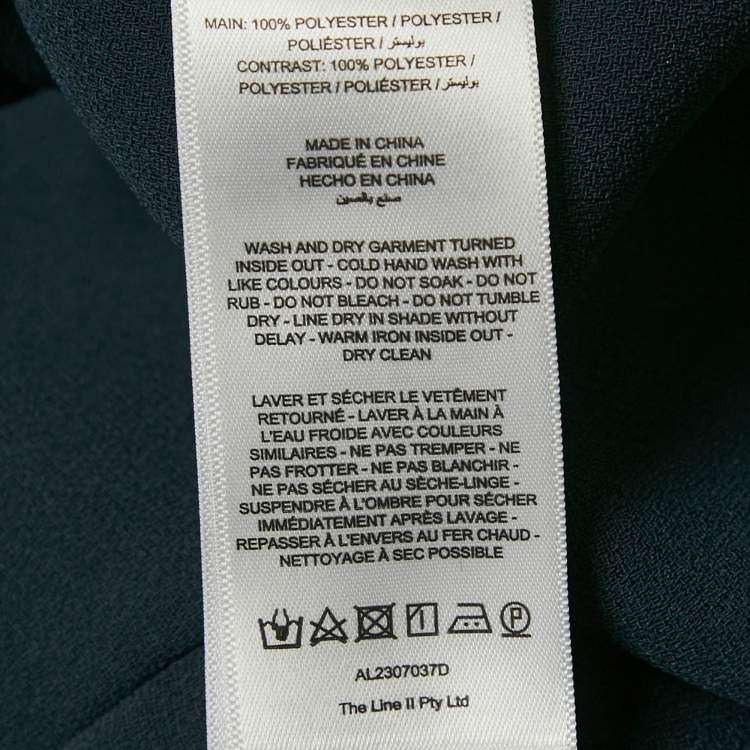 MAIN: 100% POLYESTER / POLYESTER /
POLIÉSTER / بوليستر
CONTRAST: 100% POLYESTER /
POLYESTER / POLIÉSTER / بوليستر
MADE IN CHINA
FABRIQUÉ EN CHINE
HECHO EN CHINA
صنع بالصين
WASH AND DRY GARMENT TURNED
INSIDE OUT - COLD HAND WASH WITH
LIKE COLOURS - DO NOT SOAK - DO NOT
RUB - DO NOT BLEACH - DO NOT TUMBLE
DRY - LINE DRY IN SHADE WITHOUT
DELAY - WARM IRON INSIDE OUT -
DRY CLEAN
LAVER ET SÉCHER LE VETÊMENT
RETOURNÉ - LAVER À LA MAIN À
L'EAU FROIDE AVEC COULEURS
SIMILAIRES - NE PAS TREMPER - NE
PAS FROTTER - NE PAS BLANCHIR -
NE PAS SÉCHER AU SÈCHE-LINGE -
SUSPENDRE À L'OMBRE POUR SÉCHER
IMMÉDIATEMENT APRÈS LAVAGE -
REPASSER À L'ENVERS AU FER CHAUD -
NETTOYAGE À SEC POSSIBLE
P
AL2307037D
The Line II Pty Ltd